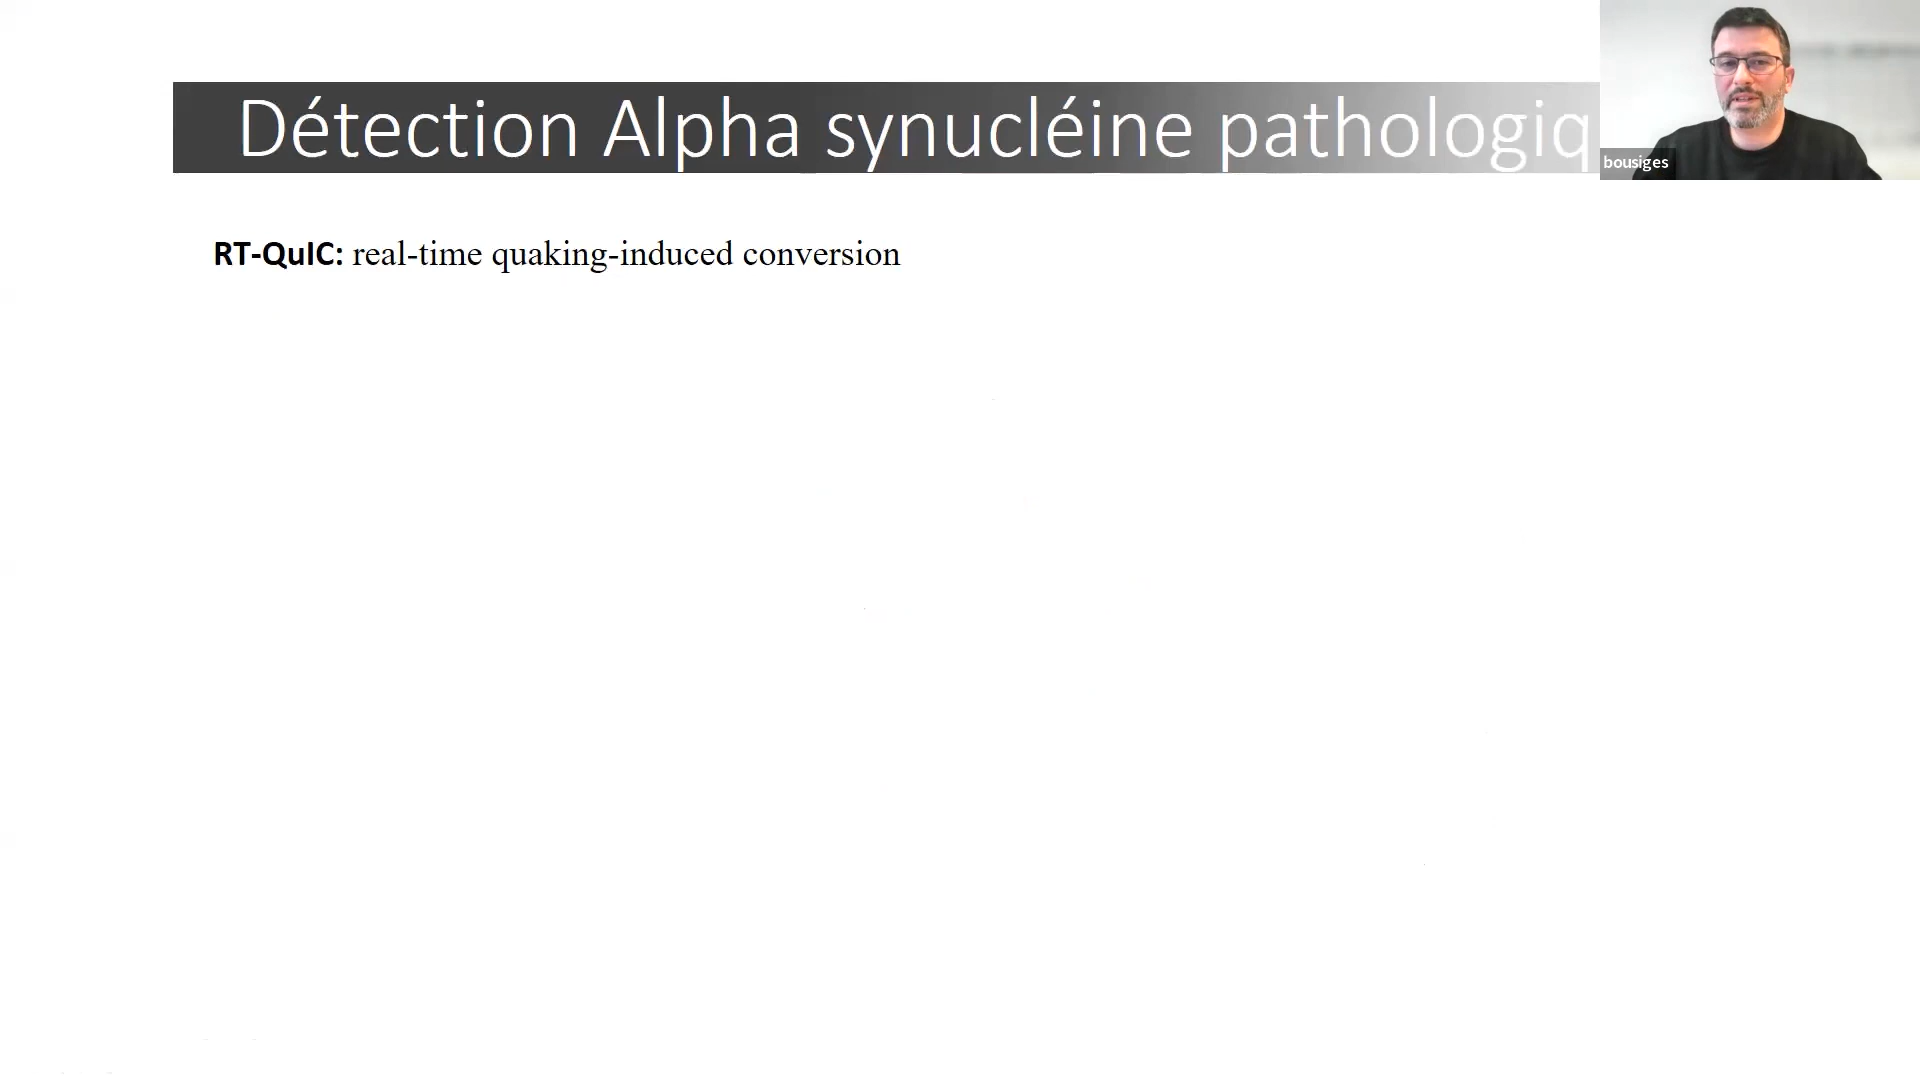 Détection Alpha synucléine pathologiq
bousiges
RT-QuIC: real-time quaking-induced conversion